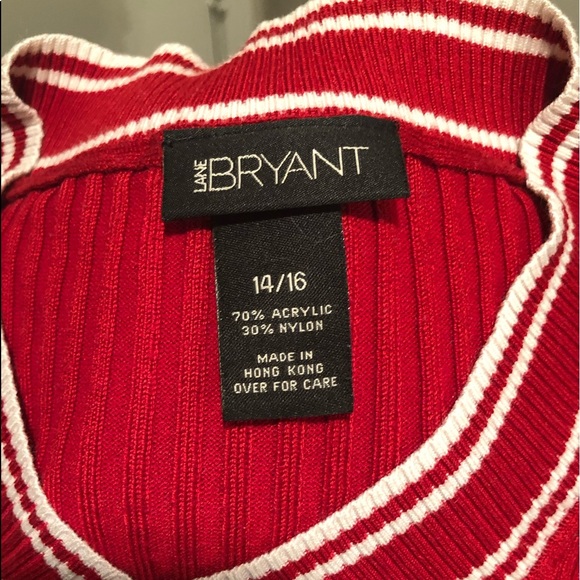 LANE BRYANT
14/16
70% ACRYLIC
30% NYLON
MADE IN
HONG KONG
OVER FOR CARE